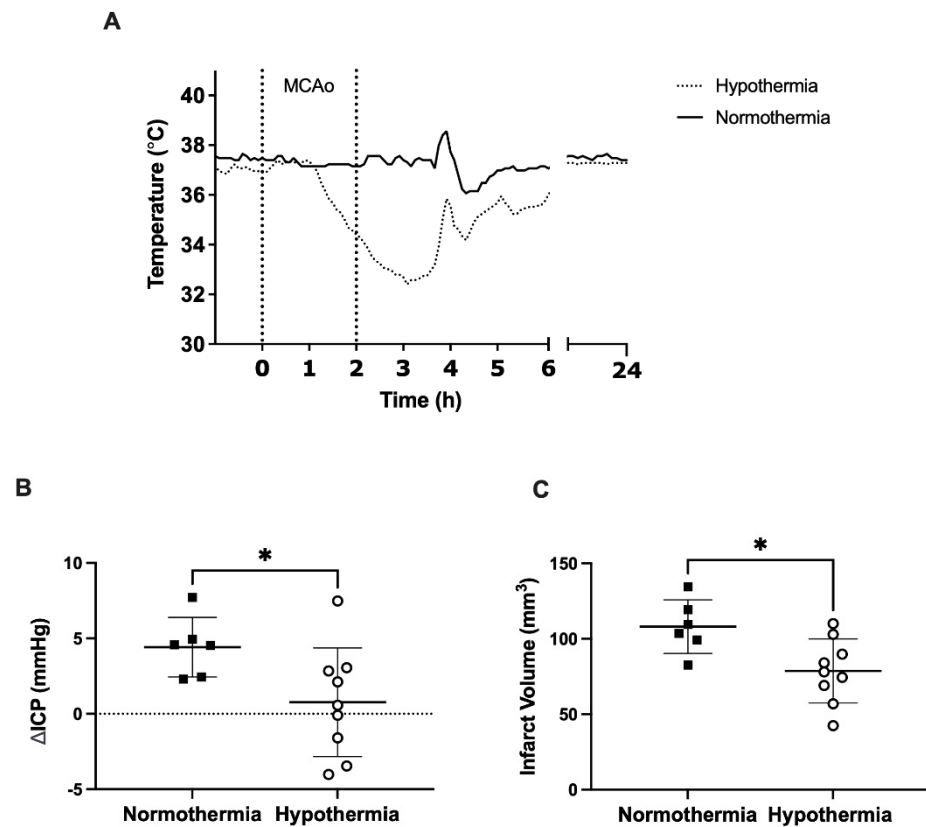 A
MCAo
Hypothermia
Normothermia
Temperature (°C)
40
38
36
34
32
30
0 1 2 3 4 5 6 24
Time (h)
B
*
ΔICP (mmHg)
10
5
0
-5
Normothermia Hypothermia
C
*
Infarct Volume (mm³)
150
100
50
0
Normothermia Hypothermia